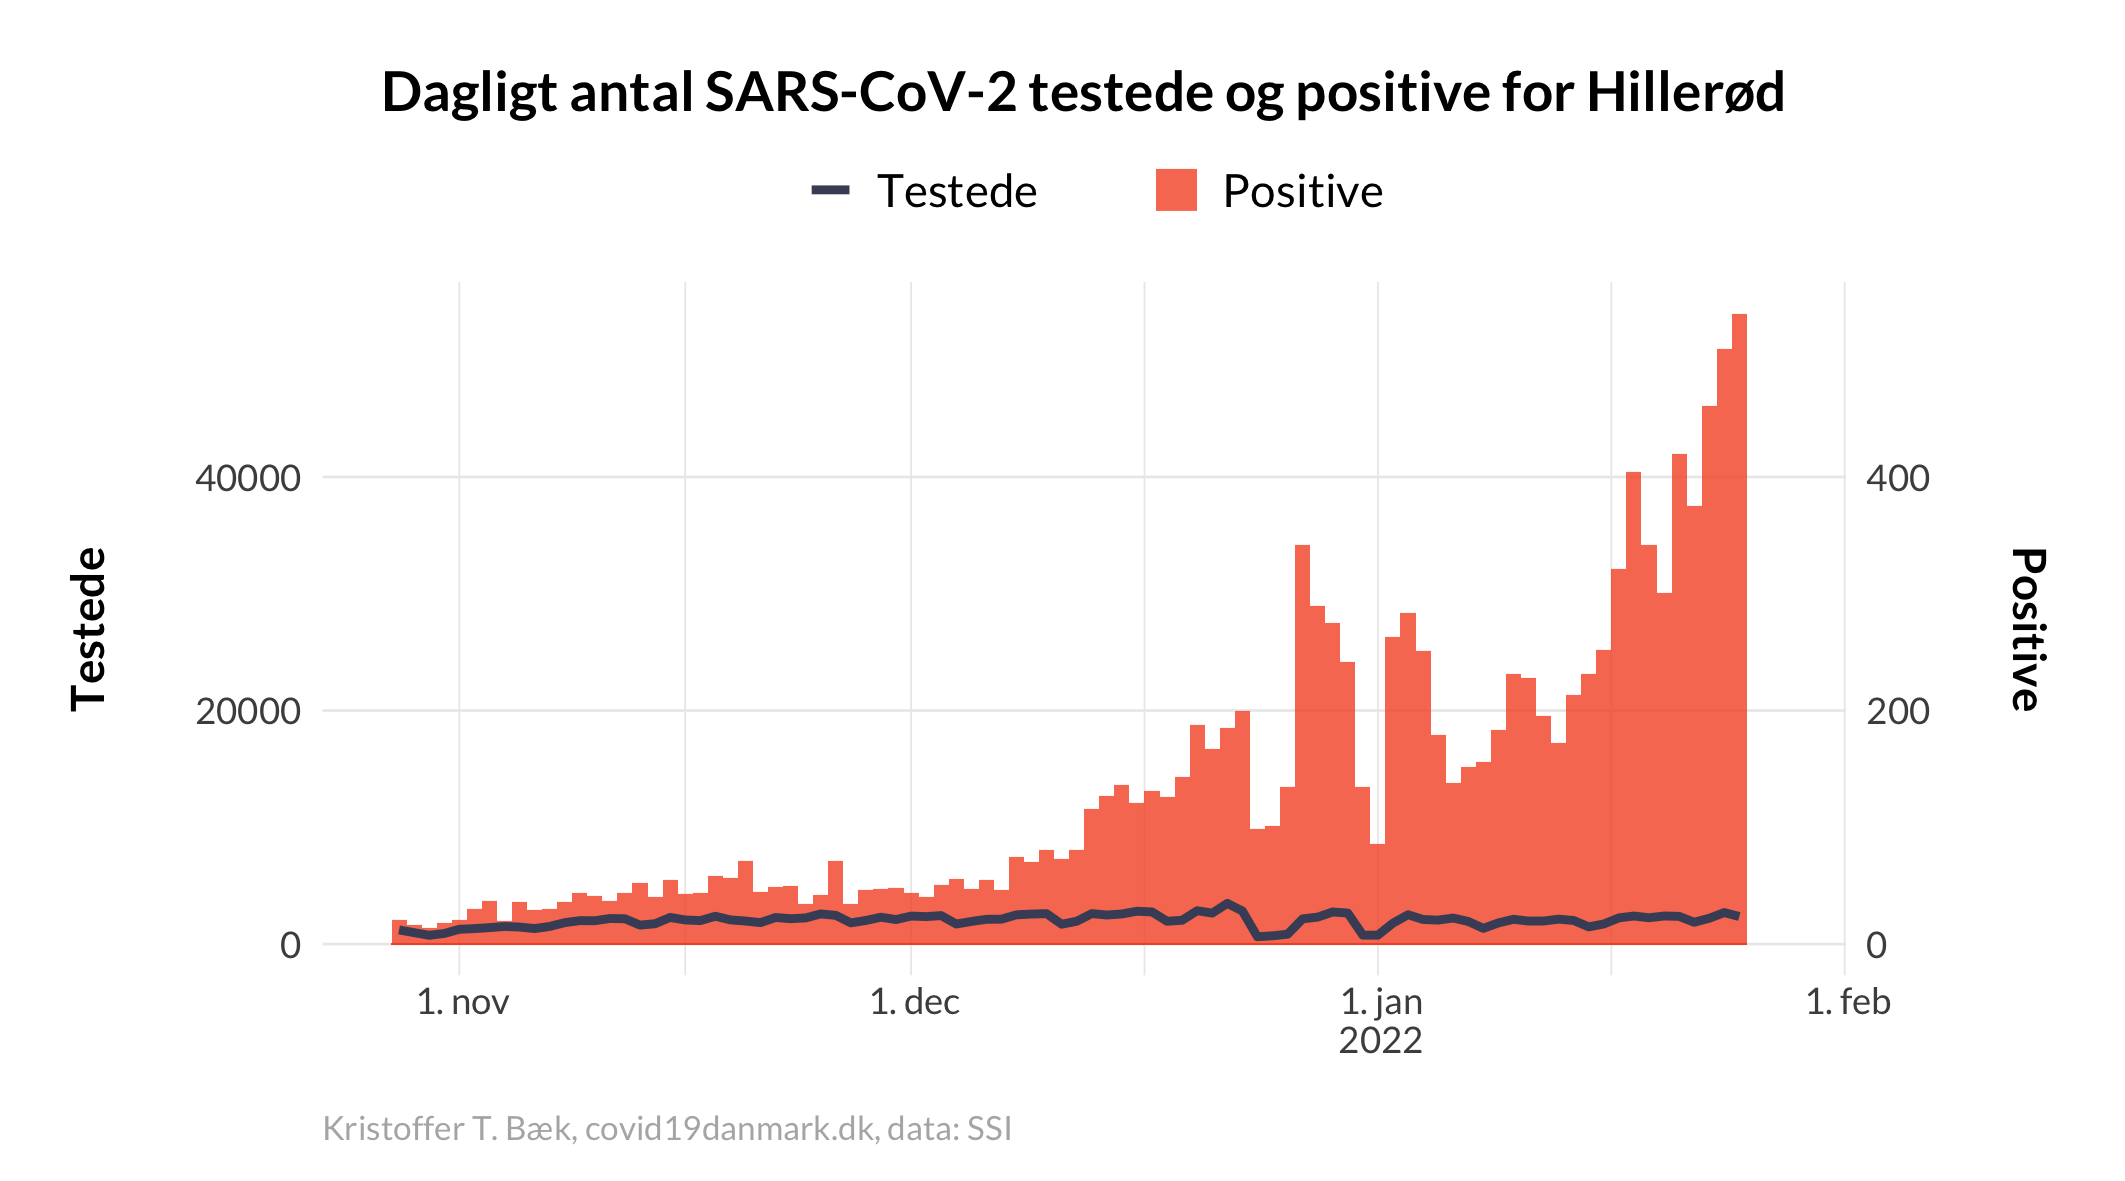 Dagligt antal SARS-CoV-2 testede og positive for Hillerød
Testede
Positive
Testede
40000
20000
0
400
200
0
Positive
1. nov
1. dec
1. jan
2022
1. feb
Kristoffer T. Bæk, covid19danmark.dk, data: SSI